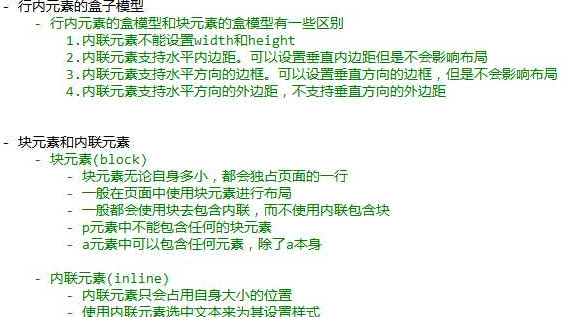 - 行内元素的盒子模型
- 行内元素的盒模型和块元素的盒模型有一些区别
1.内联元素不能设置width和height
2.内联元素支持水平内边距。可以设置垂直内边距但是不会影响布局
3.内联元素支持水平方向的边框。可以设置垂直方向的边框，但是不会影响布局
4.内联元素支持水平方向的外边距，不支持垂直方向的外边距
- 块元素和内联元素
- 块元素(block)
- 块元素无论自身多小，都会独占页面的一行
- 一般在页面中使用块元素进行布局
- 一般都会使用块去包含内联，而不使用内联包含块
- p元素中不能包含任何的块元素
- a元素中可以包含任何元素，除了a本身
- 内联元素(inline)
- 内联元素只会占用自身大小的位置
- 使用内联元素选中文本来为其设置样式